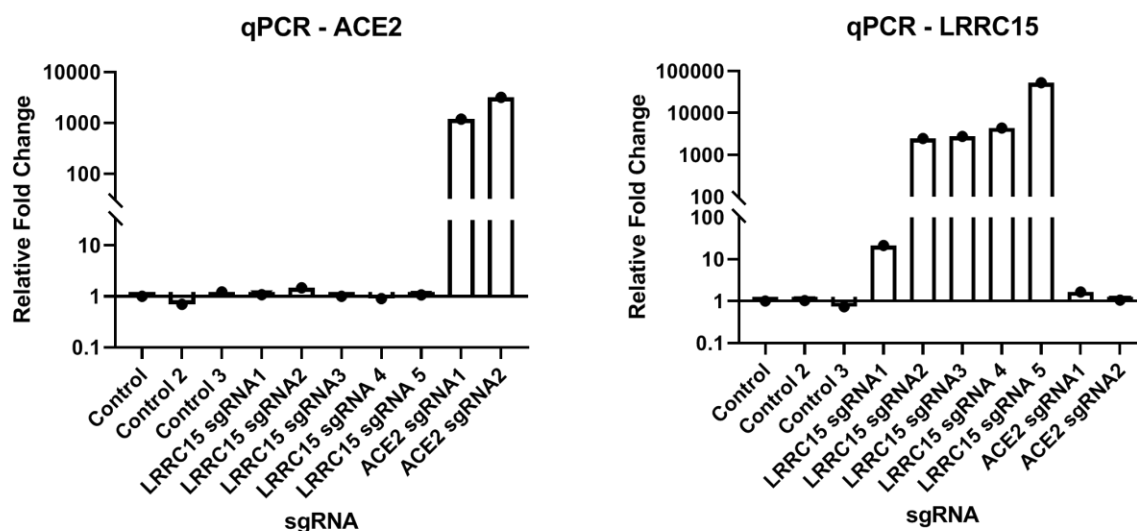 qPCR - ACE2
Relative Fold Change
10000
1000
100
10
1
0.1
Control
Control 2
Control 3
LRRC15 sgRNA1
LRRC15 sgRNA2
LRRC15 sgRNA3
LRRC15 sgRNA 4
LRRC15 sgRNA 5
ACE2 sgRNA1
ACE2 sgRNA2
sgRNA
qPCR - LRRC15
Relative Fold Change
100000
10000
1000
100
100
10
1
0.1
Control
Control 2
Control 3
LRRC15 sgRNA1
LRRC15 sgRNA2
LRRC15 sgRNA3
LRRC15 sgRNA 4
LRRC15 sgRNA 5
ACE2 sgRNA1
ACE2 sgRNA2
sgRNA